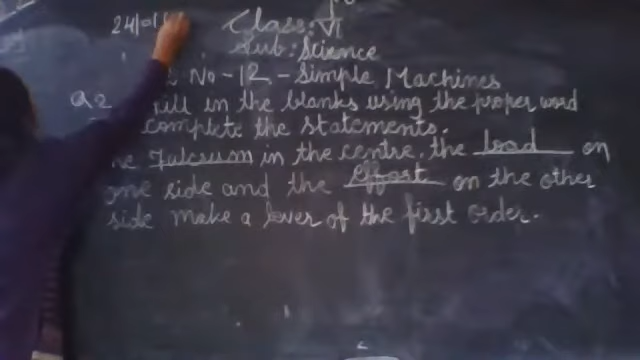 24/01
Class: VI
Sub: Science
No - 12 - Simple Machines
Q2 Fill in the blanks using the proper word
complete the statements.
The Fulcrum in the centre, the load on
one side and the effort on the other
side make a lever of the first order.